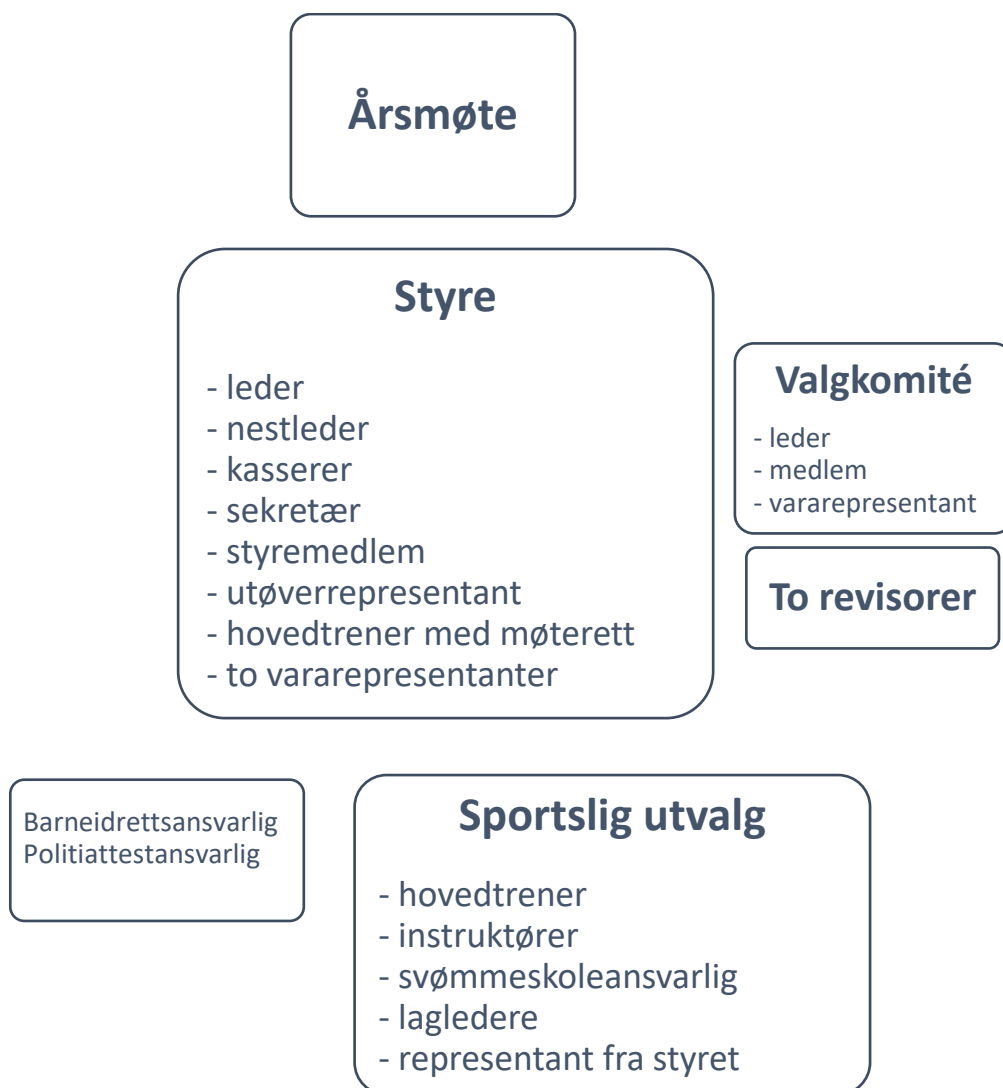 Årsmøte
Styre
- leder
- nestleder
- kasserer
- sekretær
- styremedlem
- utøverrepresentant
- hovedtrener med møterett
- to vararepresentanter
Valgkomité
- leder
- medlem
- vararepresentant
To revisorer
Barneidrettsansvarlig
Politiattestansvarlig
Sportslig utvalg
- hovedtrener
- instruktører
- svømmeskoleansvarlig
- lagledere
- representant fra styret